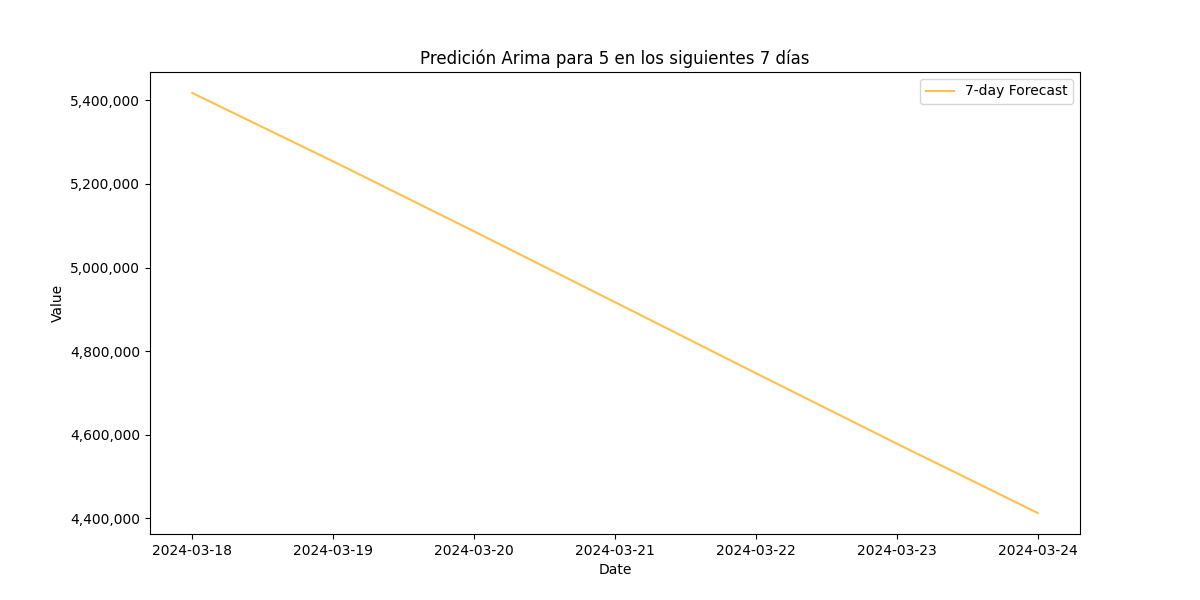 Predición Arima para 5 en los siguientes 7 días
7-day Forecast
5,400,000
5,200,000
5,000,000
4,800,000
4,600,000
4,400,000
Value
2024-03-18 2024-03-19 2024-03-20 2024-03-21 2024-03-22 2024-03-23 2024-03-24
Date